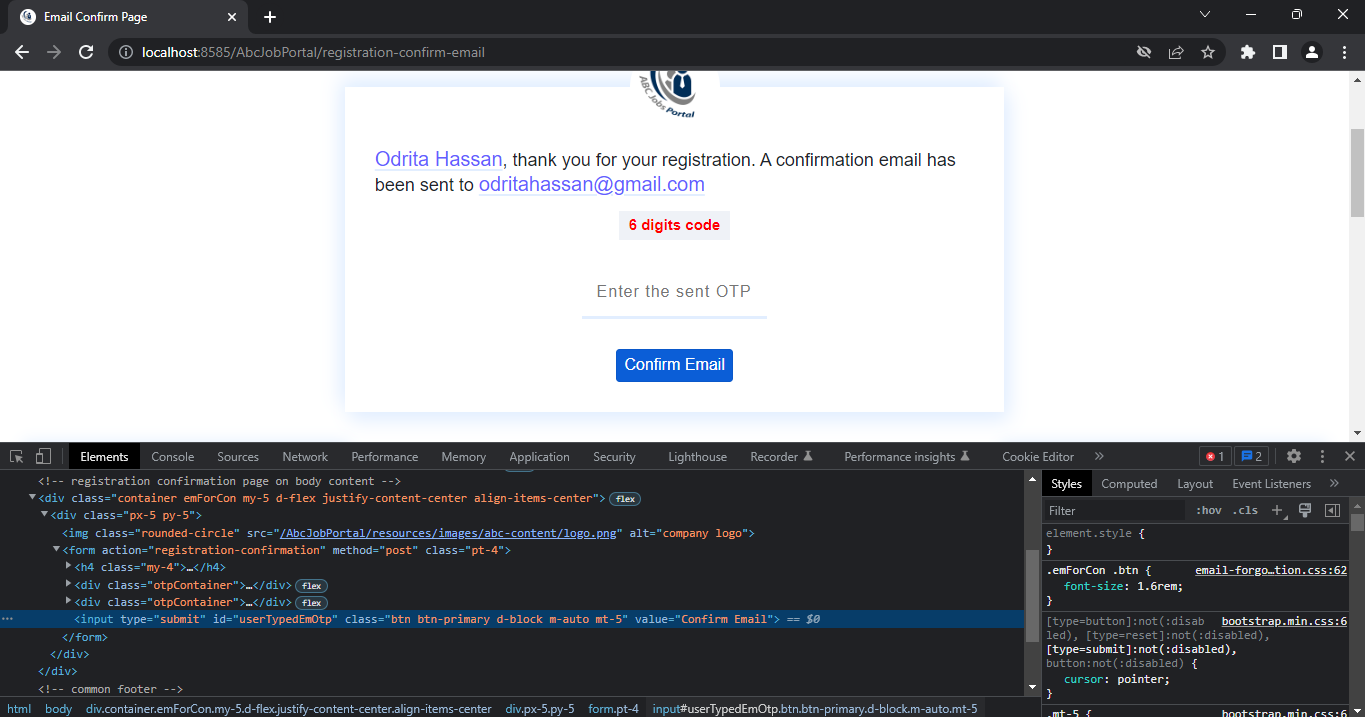 Email Confirm Page
localhost:8585/AbcJobPortal/registration-confirm-email
ABC Jobs Portal
Odrita Hassan, thank you for your registration. A confirmation email has
been sent to odritahassan@gmail.com
6 digits code
Enter the sent OTP
Confirm Email
Elements Console Sources Network Performance Memory Application Security Lighthouse Recorder Performance insights Cookie Editor » 1 2
<!-- registration confirmation page on body content -->
<div class="container emForCon my-5 d-flex justify-content-center align-items-center"> flex
<div class="px-5 py-5">
<img class="rounded-circle" src="/AbcJobPortal/resources/images/abc-content/logo.png" alt="company logo">
<form action="registration-confirmation" method="post" class="pt-4">
<h4 class="my-4">…</h4>
<div class="otpContainer">…</div> flex
<div class="otpContainer">…</div> flex
<input type="submit" id="userTypedEmOtp" class="btn btn-primary d-block m-auto mt-5" value="Confirm Email"> == $0
</form>
</div>
</div>
<!-- common footer -->
html body div.container.emForCon.my-5.d-flex.justify-content-center.align-items-center div.px-5.py-5 form.pt-4 input#userTypedEmOtp.btn.btn-primary.d-block.m-auto.mt-5
Styles Computed Layout Event Listeners »
Filter :hov .cls +
element.style {
}
.emForCon .btn { email-forgo…tion.css:62
font-size: 1.6rem;
}
[type=button]:not(:disab bootstrap.min.css:6
led), [type=reset]:not(:disabled),
[type=submit]:not(:disabled),
button:not(:disabled) {
cursor: pointer;
}
.mt-5 { bootstrap.min.css:6